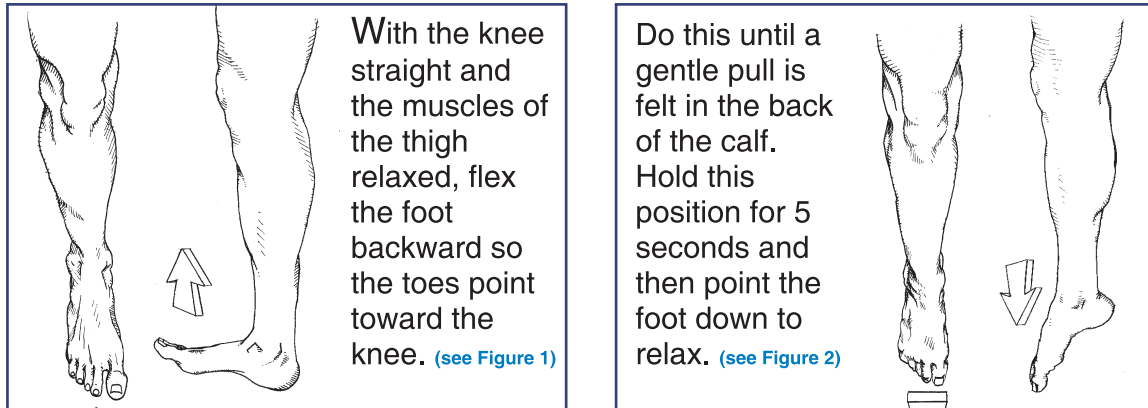 With the knee
straight and
the muscles of
the thigh
relaxed, flex
the foot
backward so
the toes point
toward the
knee. (see Figure 1)
Do this until a
gentle pull is
felt in the back
of the calf.
Hold this
position for 5
seconds and
then point the
foot down to
relax. (see Figure 2)